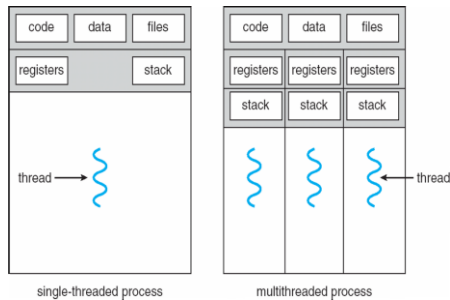 code data files
registers stack
thread
single-threaded process
code data files
registers registers registers
stack stack stack
thread
multithreaded process